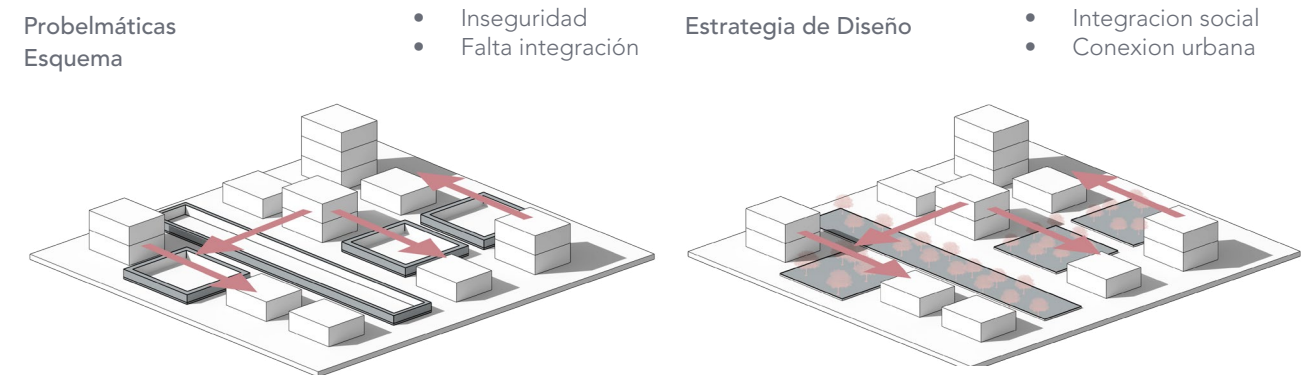 Probelmáticas
Esquema
• Inseguridad
• Falta integración
Estrategia de Diseño
• Integracion social
• Conexion urbana